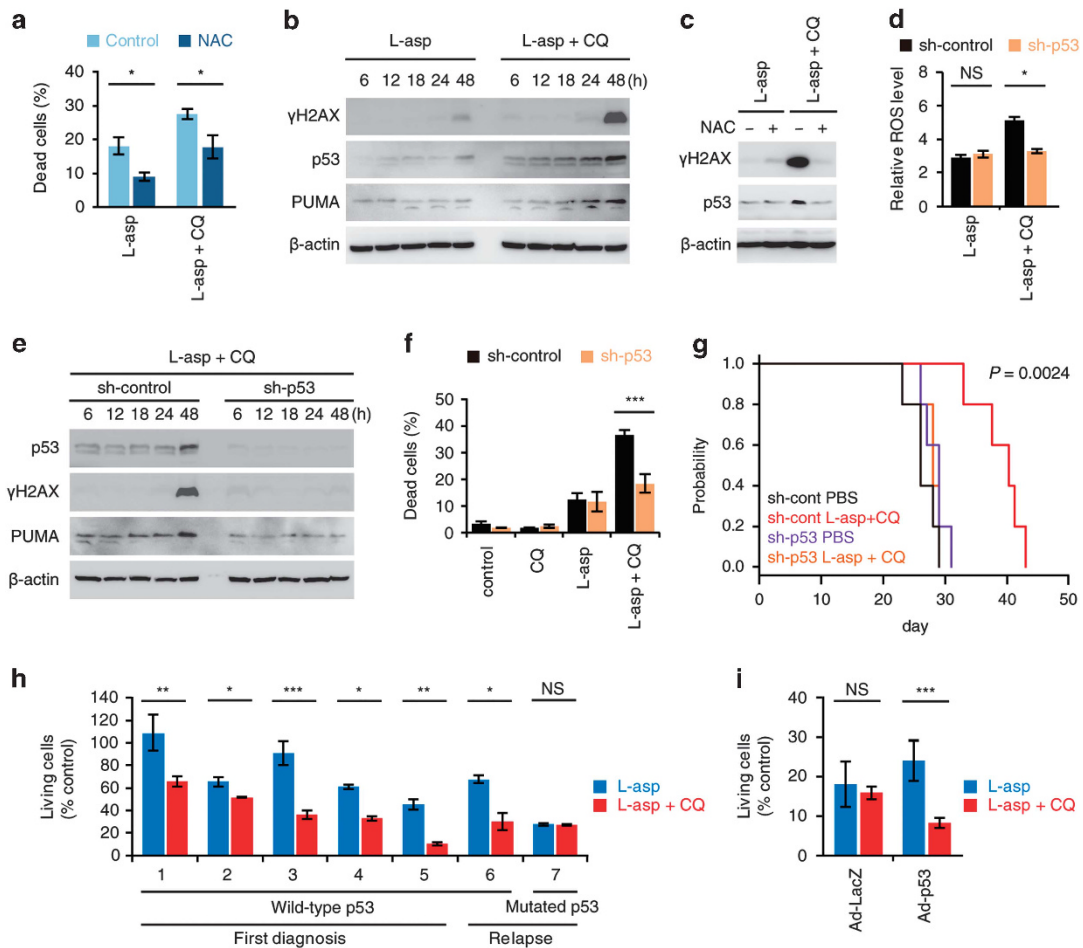 a
Control NAC
* *
Dead cells (%)
40
30
20
10
0
L-asp
L-asp + CQ
b
L-asp L-asp + CQ
6 12 18 24 48 6 12 18 24 48 (h)
γH2AX
p53
PUMA
β-actin
c
L-asp
L-asp + CQ
NAC − + − +
γH2AX
p53
β-actin
d
sh-control sh-p53
NS *
Relative ROS level
8
6
4
2
0
L-asp
L-asp + CQ
e
L-asp + CQ
sh-control sh-p53
6 12 18 24 48 6 12 18 24 48 (h)
p53
γH2AX
PUMA
β-actin
f
sh-control sh-p53
***
Dead cells (%)
50
40
30
20
10
0
control
CQ
L-asp
L-asp + CQ
g
P = 0.0024
Probability
1.0
0.8
0.6
0.4
0.2
0.0
sh-cont PBS
sh-cont L-asp+CQ
sh-p53 PBS
sh-p53 L-asp + CQ
0 10 20 30 40 50
day
h
** * *** * ** * NS
Living cells
(% control)
140
120
100
80
60
40
20
0
L-asp
L-asp + CQ
1 2 3 4 5 6 7
Wild-type p53 Mutated p53
First diagnosis Relapse
i
NS ***
Living cells
(% control)
40
30
20
10
0
L-asp
L-asp + CQ
Ad-LacZ
Ad-p53